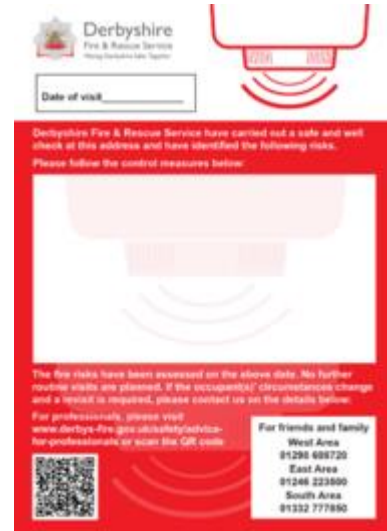 Derbyshire
Fire & Rescue Service
Making Derbyshire Safer Together
Date of visit
Derbyshire Fire & Rescue Service have carried out a safe and well
check at this address and have identified the following risks.
Please follow the control measures below:
The fire risks have been assessed on the above date. No further
routine visits are planned. If the occupant(s)' circumstances change
and a revisit is required, please contact us on the details below:
For professionals, please visit
www.derbys-fire.gov.uk/safety/advice-
for-professionals or scan the QR code
For friends and family
West Area
East Area
01246 223500
South Area
01332 777850